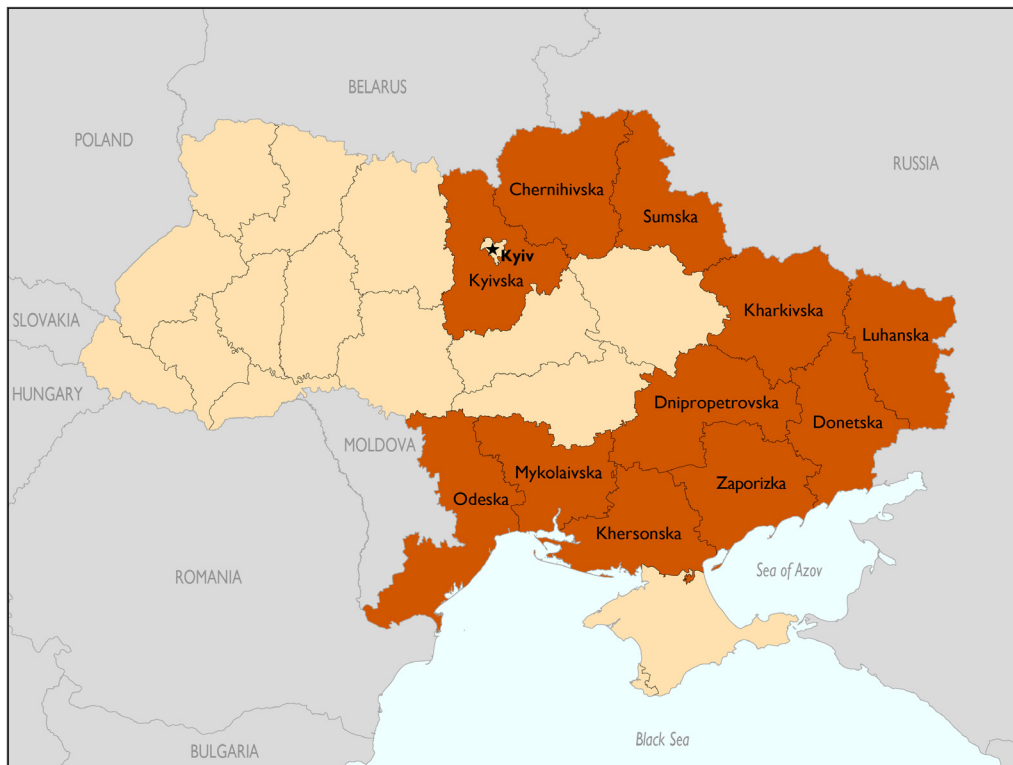 BELARUS
POLAND
RUSSIA
Chernihivska
Sumska
Kyiv
Kyivska
Kharkivska
SLOVAKIA
Luhanska
HUNGARY
Dnipropetrovska
Donetska
MOLDOVA
Mykolaivska
Zaporizka
Odeska
Khersonska
Sea of Azov
ROMANIA
Black Sea
BULGARIA